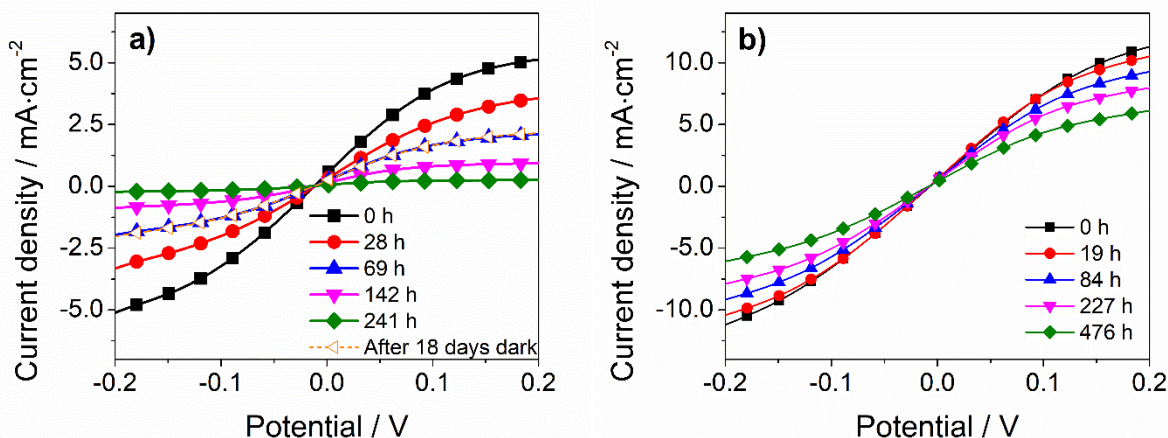 a)
Current density / mA·cm⁻²
5.0
2.5
0.0
-2.5
-5.0
0 h
28 h
69 h
142 h
241 h
After 18 days dark
-0.2 -0.1 0.0 0.1 0.2
Potential / V
b)
Current density / mA·cm⁻²
10.0
5.0
0.0
-5.0
-10.0
0 h
19 h
84 h
227 h
476 h
-0.2 -0.1 0.0 0.1 0.2
Potential / V